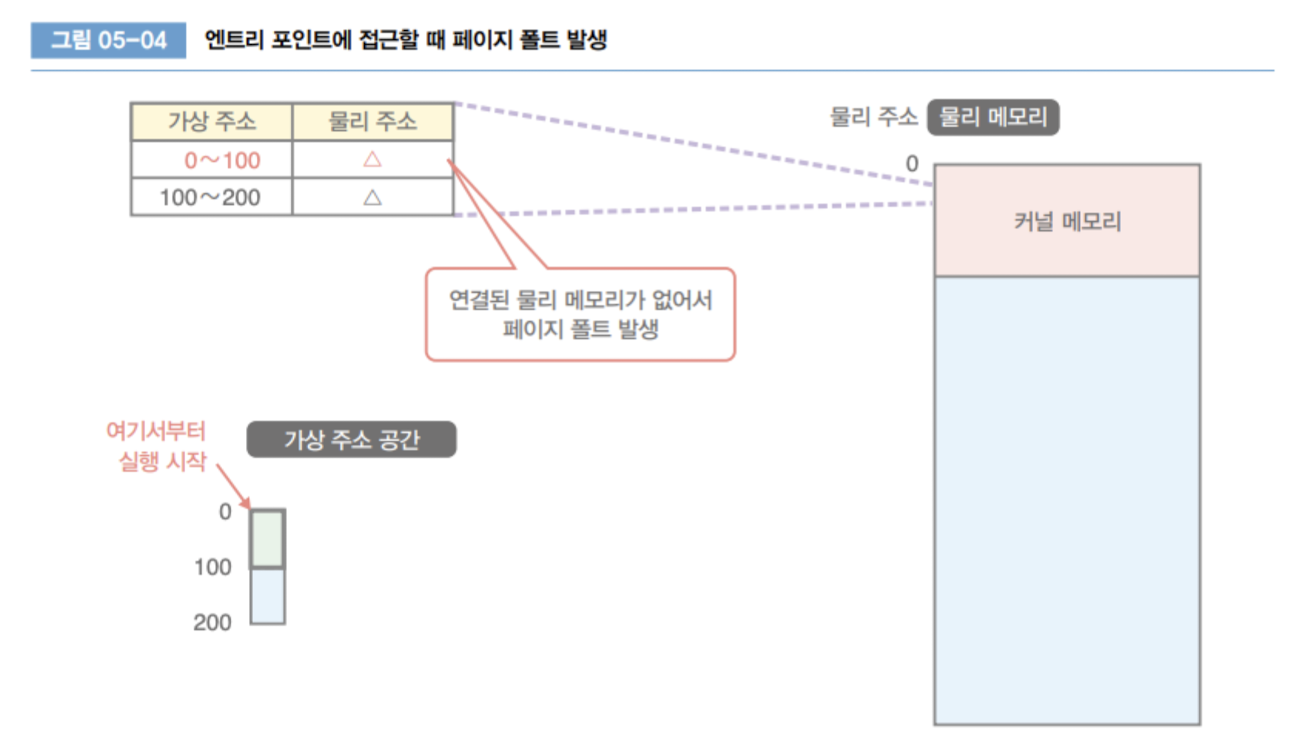 그림 05-04 엔트리 포인트에 접근할 때 페이지 폴트 발생
가상 주소 물리 주소
0~100 △
100~200 △
연결된 물리 메모리가 없어서
페이지 폴트 발생
물리 주소 물리 메모리
0
커널 메모리
여기서부터
실행 시작
가상 주소 공간
0
100
200